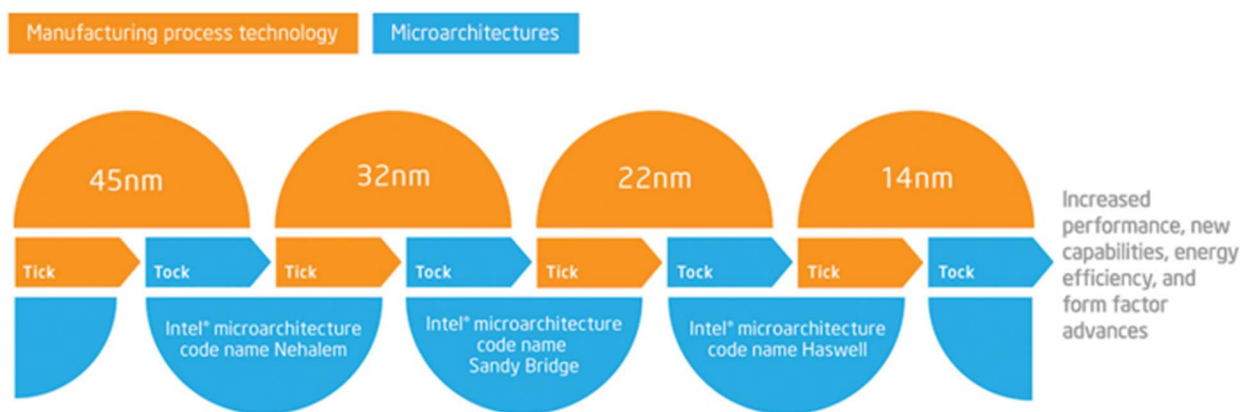 Manufacturing process technology
Microarchitectures
45nm
32nm
22nm
14nm
Tick
Tock
Tick
Tock
Tick
Tock
Tick
Tock
Intel® microarchitecture
code name Nehalem
Intel® microarchitecture
code name
Sandy Bridge
Intel® microarchitecture
code name Haswell
Increased
performance, new
capabilities, energy
efficiency, and
form factor
advances